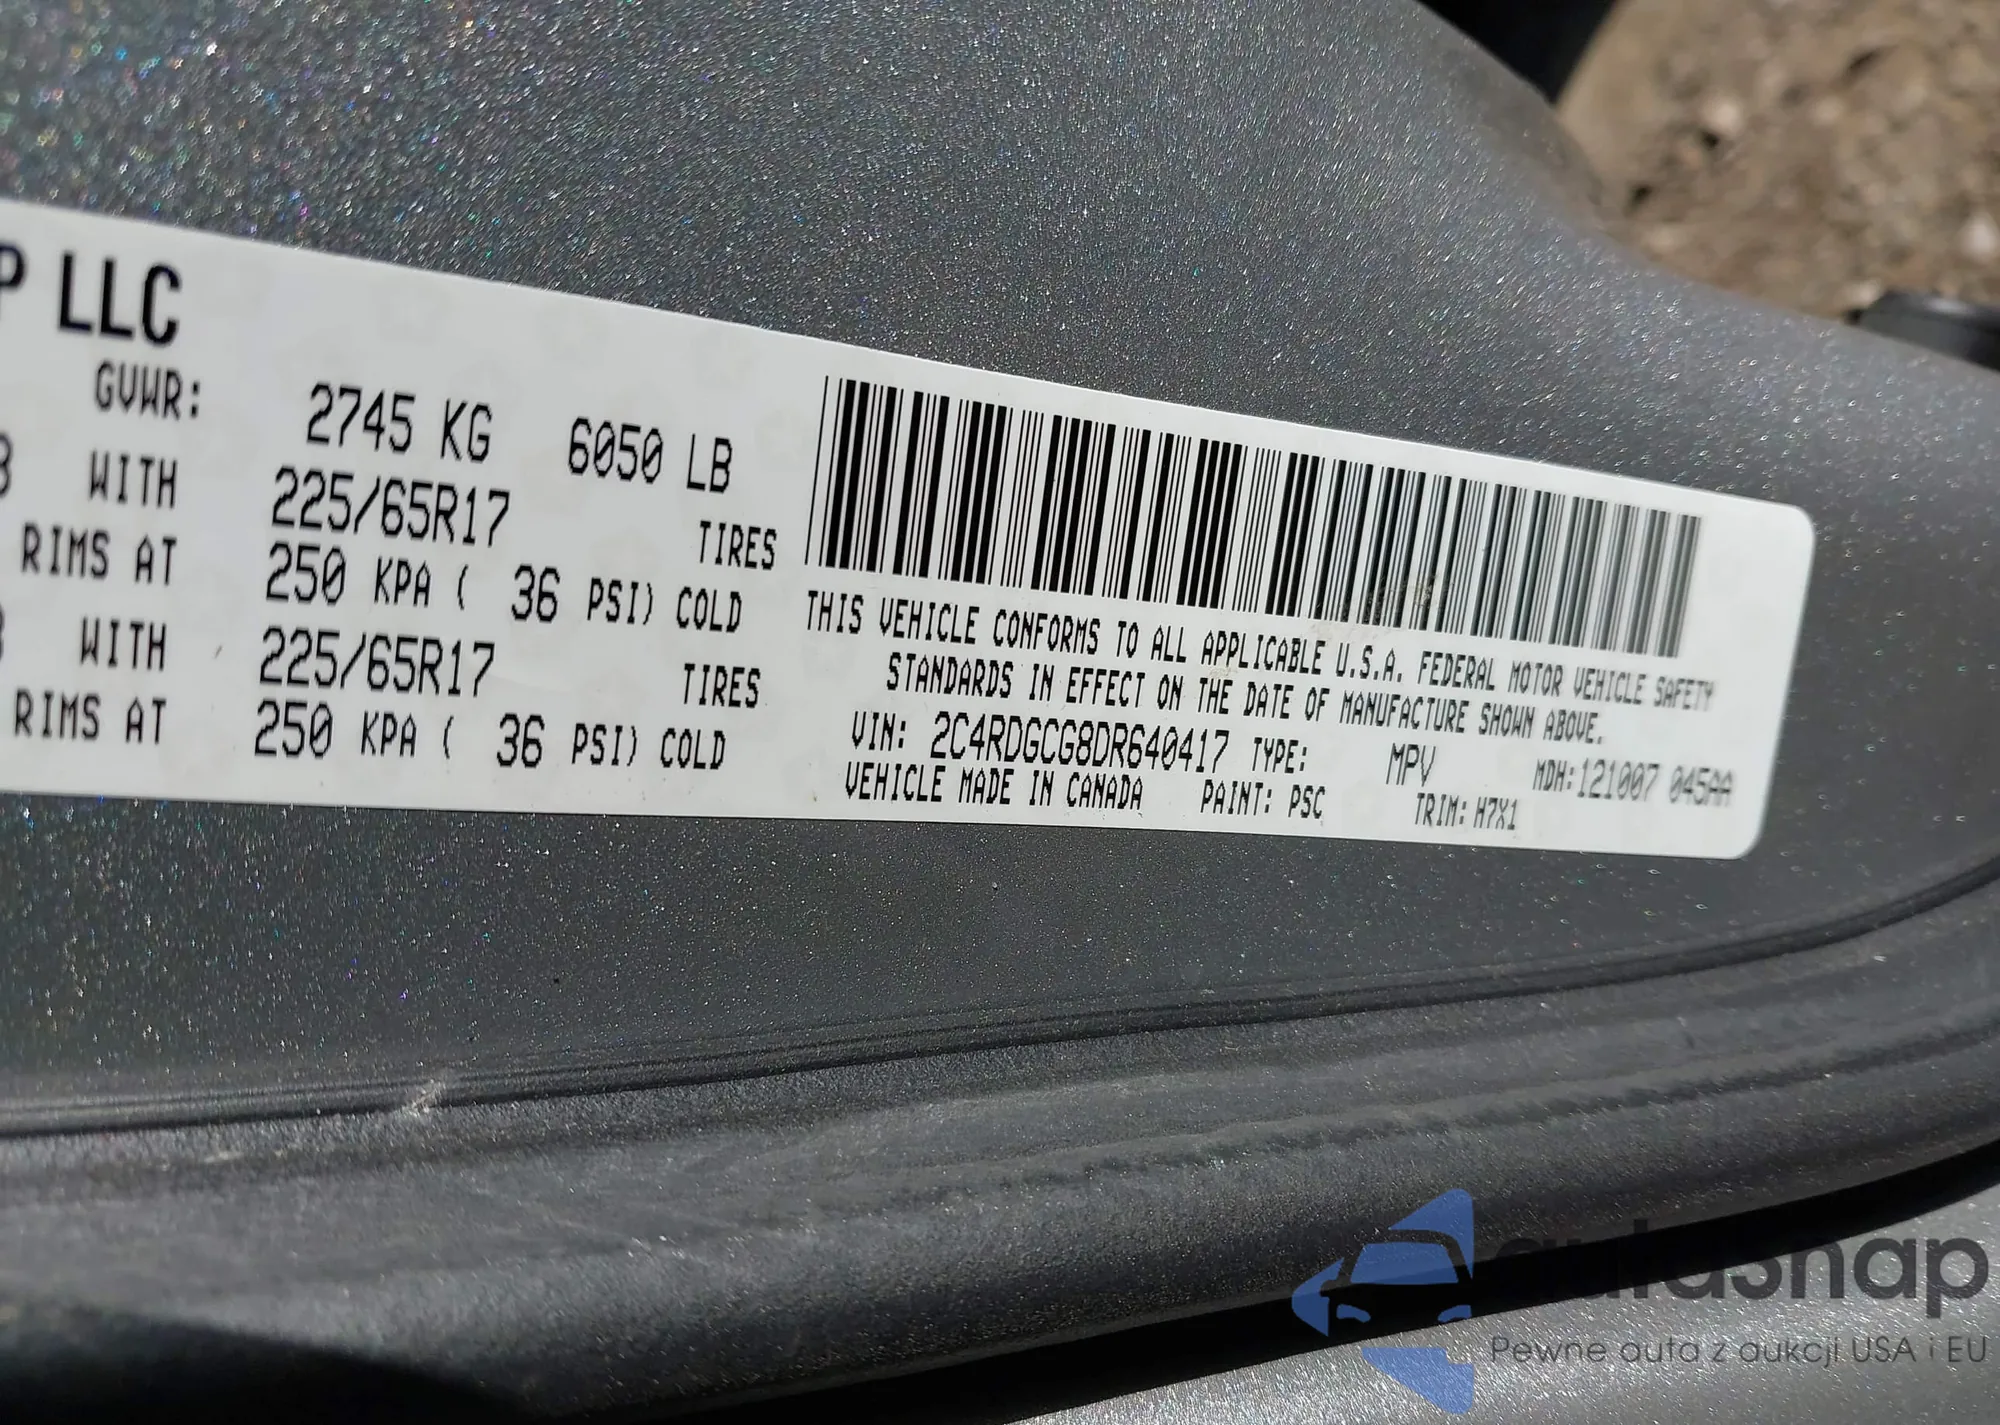 P LLC
GVWR: 2745 KG 6050 LB
WITH 225/65R17 TIRES
RIMS AT 250 KPA ( 36 PSI) COLD
WITH 225/65R17 TIRES
RIMS AT 250 KPA ( 36 PSI) COLD
THIS VEHICLE CONFORMS TO ALL APPLICABLE U.S.A. FEDERAL MOTOR VEHICLE SAFETY
STANDARDS IN EFFECT ON THE DATE OF MANUFACTURE SHOWN ABOVE.
VIN: 2C4RDGCG8DR640417 TYPE: MPV MDH:121007 045AA
VEHICLE MADE IN CANADA PAINT: PSC TRIM: H7X1
autasnap
Pewne auta z aukcji USA i EU